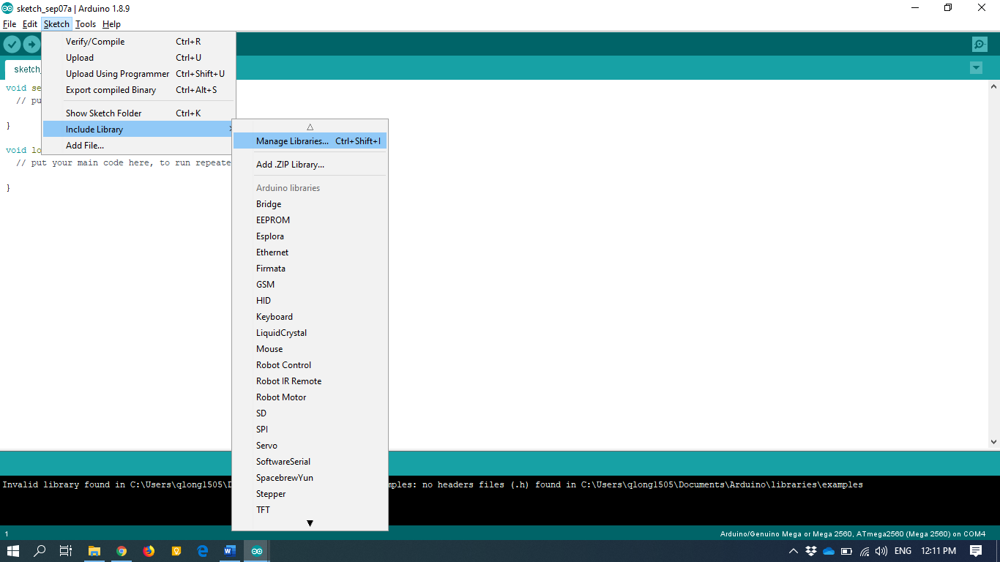 sketch_sep07a | Arduino 1.8.9
File Edit Sketch Tools Help
Verify/Compile Ctrl+R
Upload Ctrl+U
Upload Using Programmer Ctrl+Shift+U
Export compiled Binary Ctrl+Alt+S
Show Sketch Folder Ctrl+K
Include Library
Add File...
sketch_
void se
// pu
}
void lo
// put your main code here, to run repeate
}
Manage Libraries... Ctrl+Shift+I
Add .ZIP Library...
Arduino libraries
Bridge
EEPROM
Esplora
Ethernet
Firmata
GSM
HID
Keyboard
LiquidCrystal
Mouse
Robot Control
Robot IR Remote
Robot Motor
SD
SPI
Servo
SoftwareSerial
SpacebrewYun
Stepper
TFT
Invalid library found in C:\Users\qlong1505\D mples: no headers files (.h) found in C:\Users\qlong1505\Documents\Arduino\libraries\examples
1 Arduino/Genuino Mega or Mega 2560, ATmega2560 (Mega 2560) on COM4
ENG 12:11 PM